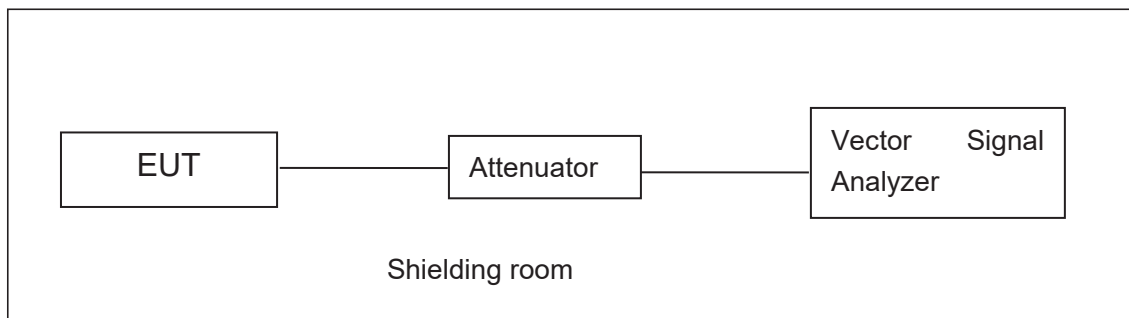 EUT
Attenuator
Vector Signal
Analyzer
Shielding room